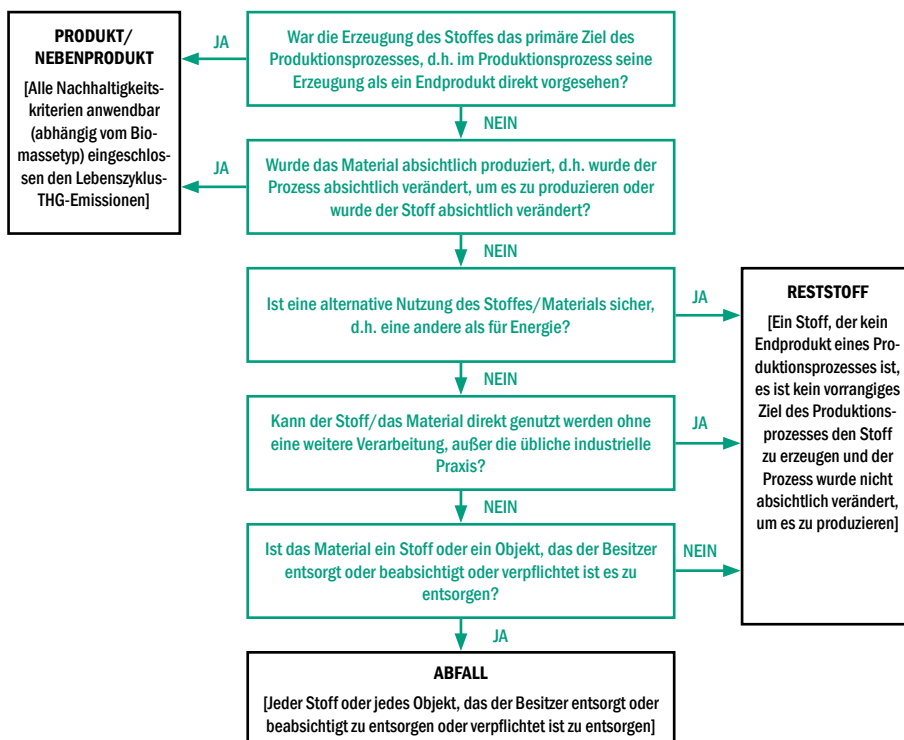 PRODUKT/
NEBENPRODUKT
[Alle Nachhaltigkeits-
kriterien anwendbar
(abhängig vom Bio-
massetyp) eingeschlos-
sen den Lebenszyklus-
THG-Emissionen]
JA
War die Erzeugung des Stoffes das primäre Ziel des
Produktionsprozesses, d.h. im Produktionsprozess seine
Erzeugung als ein Endprodukt direkt vorgesehen?
NEIN
JA
Wurde das Material absichtlich produziert, d.h. wurde der
Prozess absichtlich verändert, um es zu produzieren oder
wurde der Stoff absichtlich verändert?
NEIN
Ist eine alternative Nutzung des Stoffes/Materials sicher,
d.h. eine andere als für Energie?
JA
NEIN
Kann der Stoff/das Material direkt genutzt werden ohne
eine weitere Verarbeitung, außer die übliche industrielle
Praxis?
JA
NEIN
Ist das Material ein Stoff oder ein Objekt, das der Besitzer
entsorgt oder beabsichtigt oder verpflichtet ist es zu
entsorgen?
NEIN
JA
RESTSTOFF
[Ein Stoff, der kein
Endprodukt eines Pro-
duktionsprozesses ist,
es ist kein vorrangiges
Ziel des Produktions-
prozesses den Stoff
zu erzeugen und der
Prozess wurde nicht
absichtlich verändert,
um es zu produzieren]
ABFALL
[Jeder Stoff oder jedes Objekt, das der Besitzer entsorgt oder
beabsichtigt zu entsorgen oder verpflichtet ist zu entsorgen]